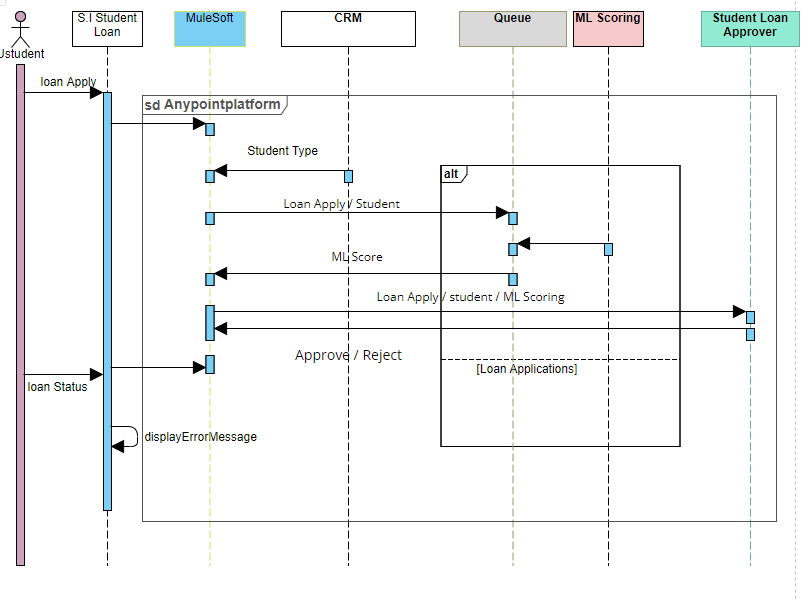 S.I Student
Loan
MuleSoft
CRM
Queue
ML Scoring
Student Loan
Approver
Ustudent
loan Apply
sd Anypointplatform
Student Type
alt
Loan Apply / Student
ML Score
Loan Apply / student / ML Scoring
Approve / Reject
[Loan Applications]
loan Status
displayErrorMessage